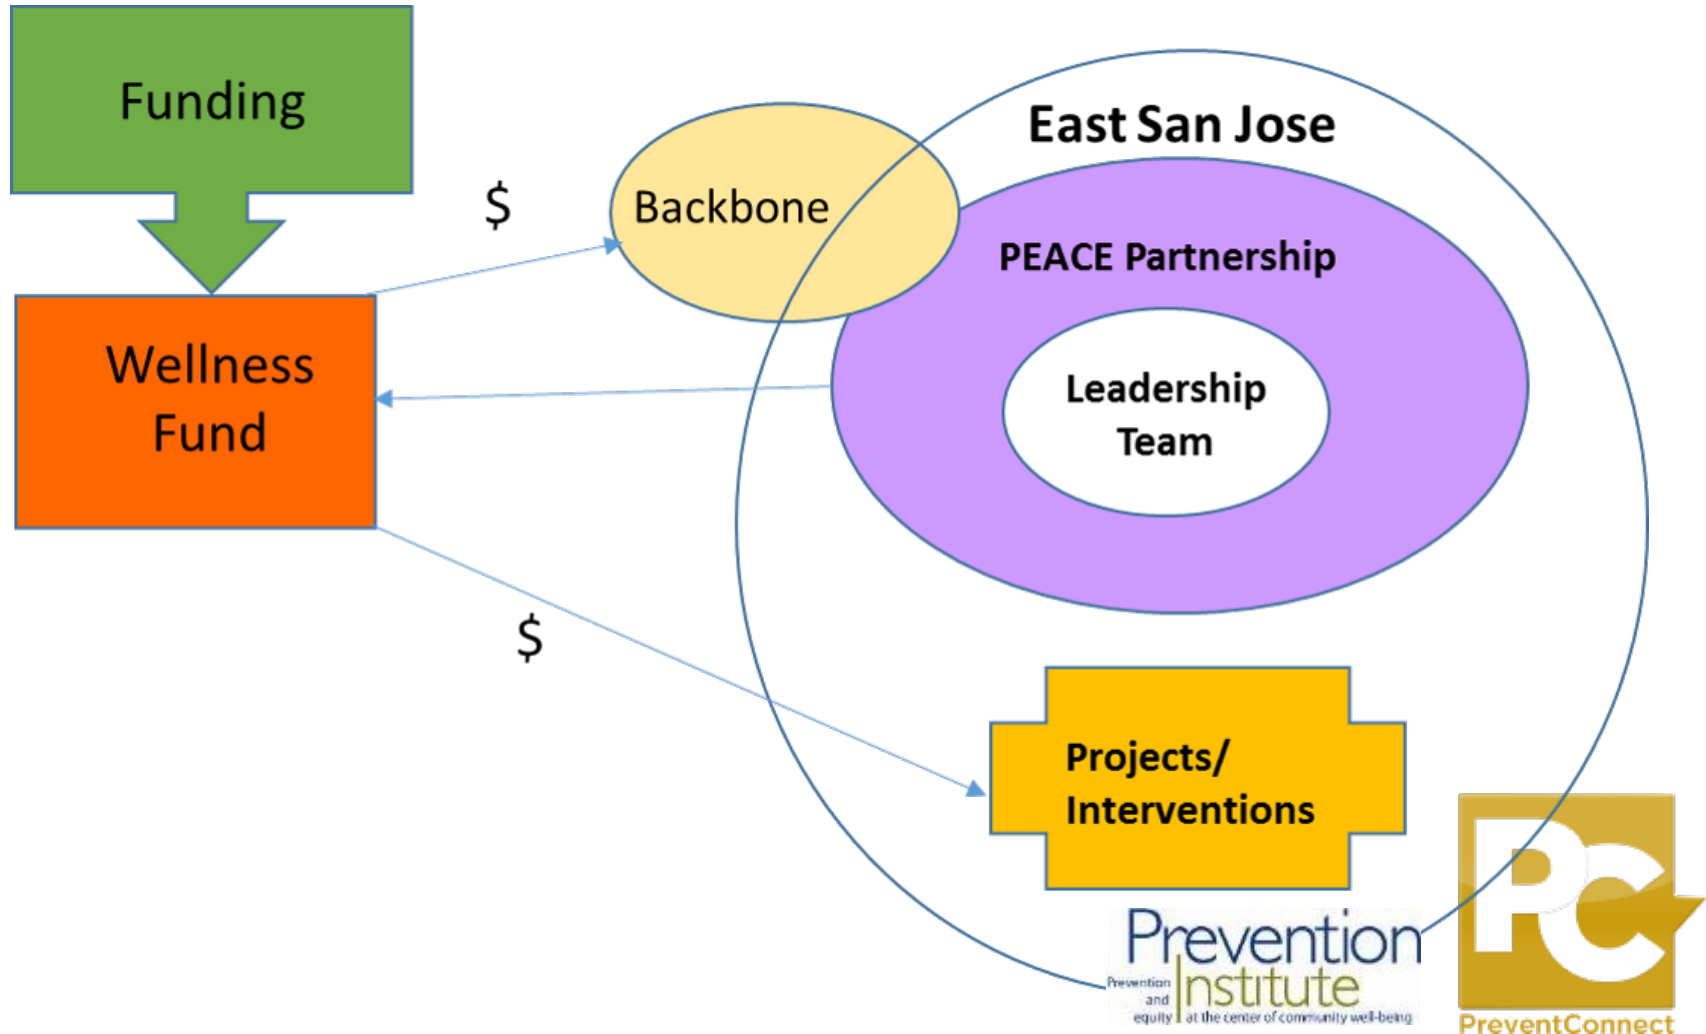 Funding
East San Jose
$
Backbone
PEACE Partnership
Wellness
Fund
Leadership
Team
$
Projects/
Interventions
PC
Prevention
Institute
Prevention
and
equity
at the center of community well-being
PreventConnect